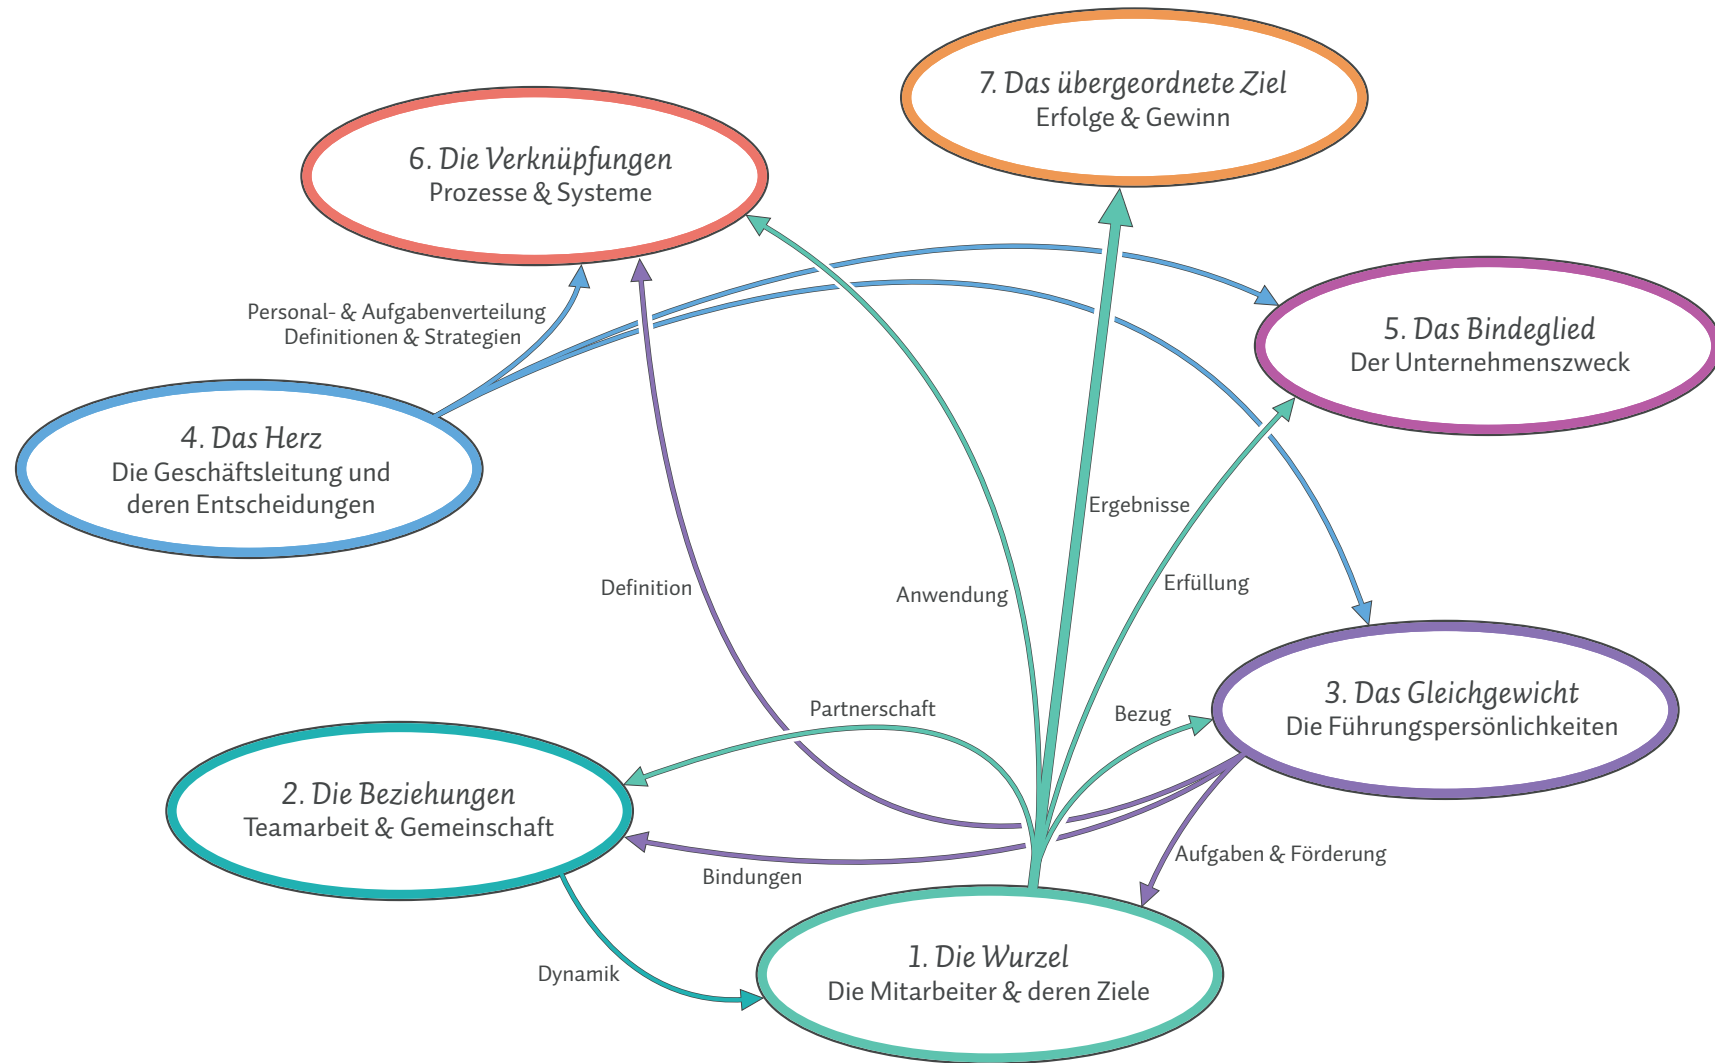 7. Das übergeordnete Ziel
Erfolge & Gewinn
6. Die Verknüpfungen
Prozesse & Systeme
Personal- & Aufgabenverteilung
Definitionen & Strategien
5. Das Bindeglied
Der Unternehmenszweck
4. Das Herz
Die Geschäftsleitung und
deren Entscheidungen
Ergebnisse
Erfüllung
Definition
Anwendung
Partnerschaft
Bezug
3. Das Gleichgewicht
Die Führungspersönlichkeiten
2. Die Beziehungen
Teamarbeit & Gemeinschaft
Aufgaben & Förderung
Bindungen
Dynamik
1. Die Wurzel
Die Mitarbeiter & deren Ziele